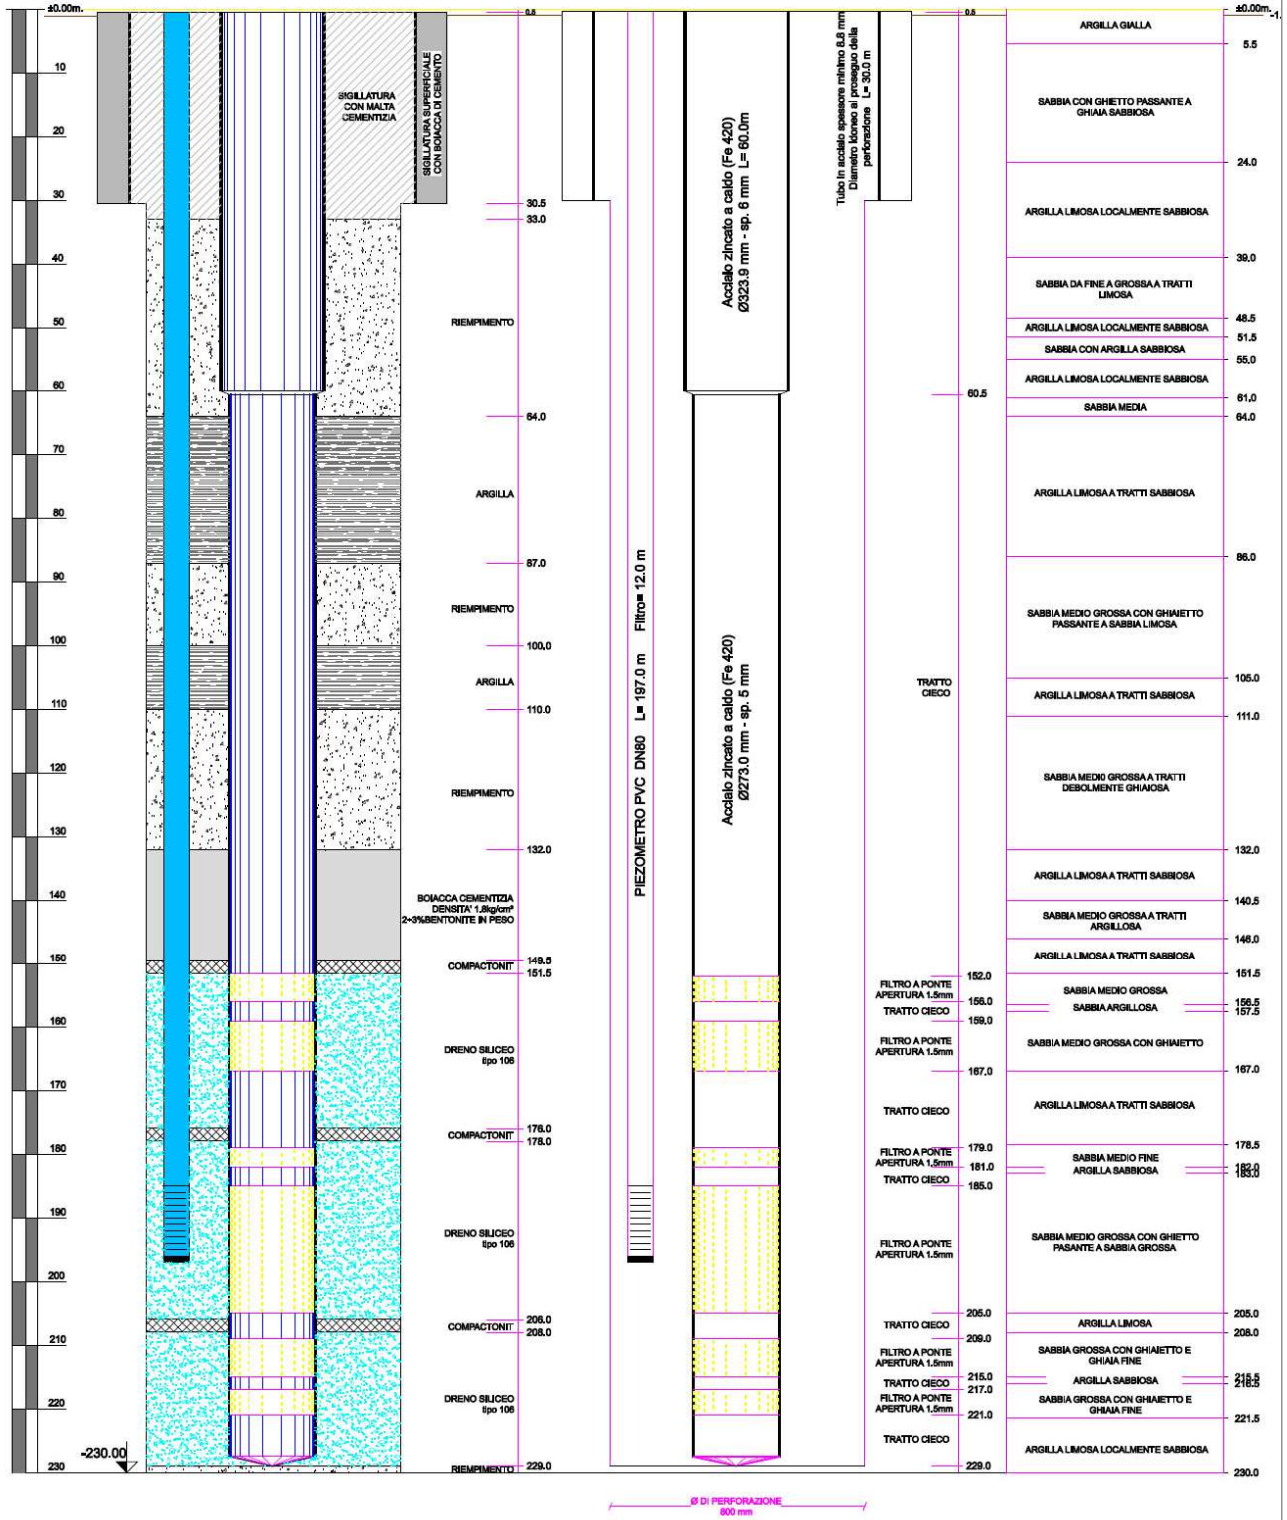 ±0.00m.
10
20
30
40
50
60
70
80
90
100
110
120
130
140
150
160
170
180
190
200
210
220
230
-230.00
SIGILLATURA
CON MALTA
CEMENTIZIA
SIGILLATURA SUPERFICIALE
CON BOIACCA DI CEMENTO
RIEMPIMENTO
ARGILLA
RIEMPIMENTO
ARGILLA
RIEMPIMENTO
BOIACCA CEMENTIZIA
DENSITA' 1.8kg/cm³
2÷3%BENTONITE IN PESO
COMPACTONIT
DRENO SILICEO
tipo 106
COMPACTONIT
DRENO SILICEO
tipo 106
COMPACTONIT
DRENO SILICEO
tipo 106
RIEMPIMENTO
0.5
30.5
33.0
64.0
87.0
100.0
110.0
132.0
149.5
151.5
176.0
178.0
206.0
208.0
229.0
PIEZOMETRO PVC DN80 L= 197.0 m Filtro= 12.0 m
Acciaio zincato a caldo (Fe 420)
Ø323.9 mm - sp. 6 mm L= 60.0m
Acciaio zincato a caldo (Fe 420)
Ø273.0 mm - sp. 5 mm
Tubo in acciaio spessore minimo 8.8 mm
Diametro idoneo al proseguo della
perforazione L= 30.0 m
Ø DI PERFORAZIONE
800 mm
TRATTO
CIECO
FILTRO A PONTE
APERTURA 1.5mm
TRATTO CIECO
FILTRO A PONTE
APERTURA 1.5mm
TRATTO CIECO
FILTRO A PONTE
APERTURA 1.5mm
TRATTO CIECO
FILTRO A PONTE
APERTURA 1.5mm
TRATTO CIECO
FILTRO A PONTE
APERTURA 1.5mm
TRATTO CIECO
FILTRO A PONTE
APERTURA 1.5mm
TRATTO CIECO
0.5
60.5
152.0
156.0
159.0
167.0
179.0
181.0
185.0
205.0
209.0
215.0
217.0
221.0
229.0
ARGILLA GIALLA
SABBIA CON GHIETTO PASSANTE A
GHIAIA SABBIOSA
ARGILLA LIMOSA LOCALMENTE SABBIOSA
SABBIA DA FINE A GROSSA A TRATTI
LIMOSA
ARGILLA LIMOSA LOCALMENTE SABBIOSA
SABBIA CON ARGILLA SABBIOSA
ARGILLA LIMOSA LOCALMENTE SABBIOSA
SABBIA MEDIA
ARGILLA LIMOSA A TRATTI SABBIOSA
SABBIA MEDIO GROSSA CON GHIAIETTO
PASSANTE A SABBIA LIMOSA
ARGILLA LIMOSA A TRATTI SABBIOSA
SABBIA MEDIO GROSSA A TRATTI
DEBOLMENTE GHIAIOSA
ARGILLA LIMOSA A TRATTI SABBIOSA
SABBIA MEDIO GROSSA A TRATTI
ARGILLOSA
ARGILLA LIMOSA A TRATTI SABBIOSA
SABBIA MEDIO GROSSA
SABBIA ARGILLOSA
SABBIA MEDIO GROSSA CON GHIAIETTO
ARGILLA LIMOSA A TRATTI SABBIOSA
SABBIA MEDIO FINE
ARGILLA SABBIOSA
SABBIA MEDIO GROSSA CON GHIETTO
PASANTE A SABBIA GROSSA
ARGILLA LIMOSA
SABBIA GROSSA CON GHIAIETTO E
GHIAIA FINE
ARGILLA SABBIOSA
SABBIA GROSSA CON GHIAIETTO E
GHIAIA FINE
ARGILLA LIMOSA LOCALMENTE SABBIOSA
±0.00m.
-1.
5.5
24.0
39.0
48.5
51.5
55.0
61.0
64.0
86.0
105.0
111.0
132.0
140.5
146.0
151.5
156.5
157.5
167.0
178.5
182.0
183.0
205.0
208.0
215.5
216.5
221.5
230.0